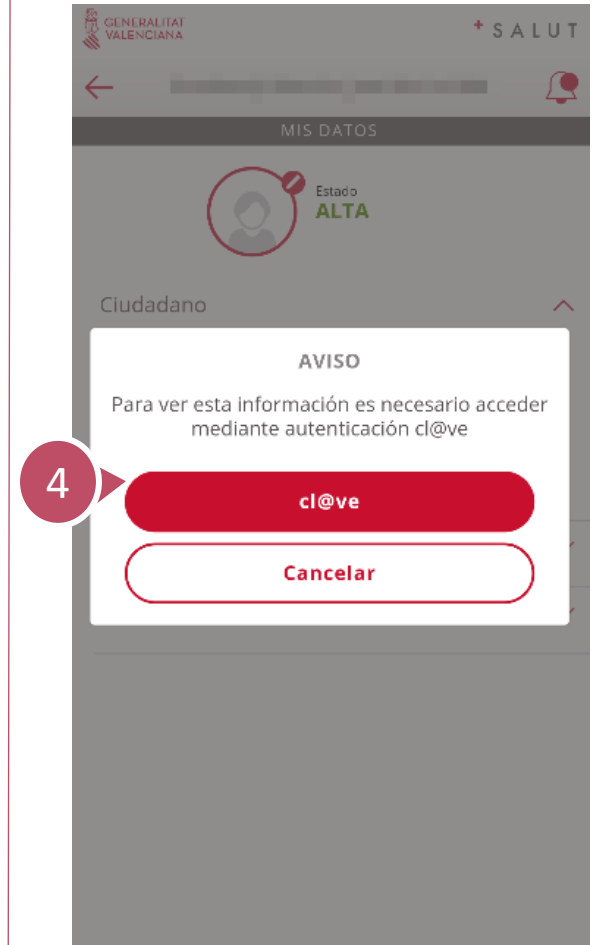 GENERALITAT
VALENCIANA
+SALUT
MIS DATOS
Estado
ALTA
Ciudadano
AVISO
Para ver esta información es necesario acceder
mediante autenticación cl@ve
4
cl@ve
Cancelar